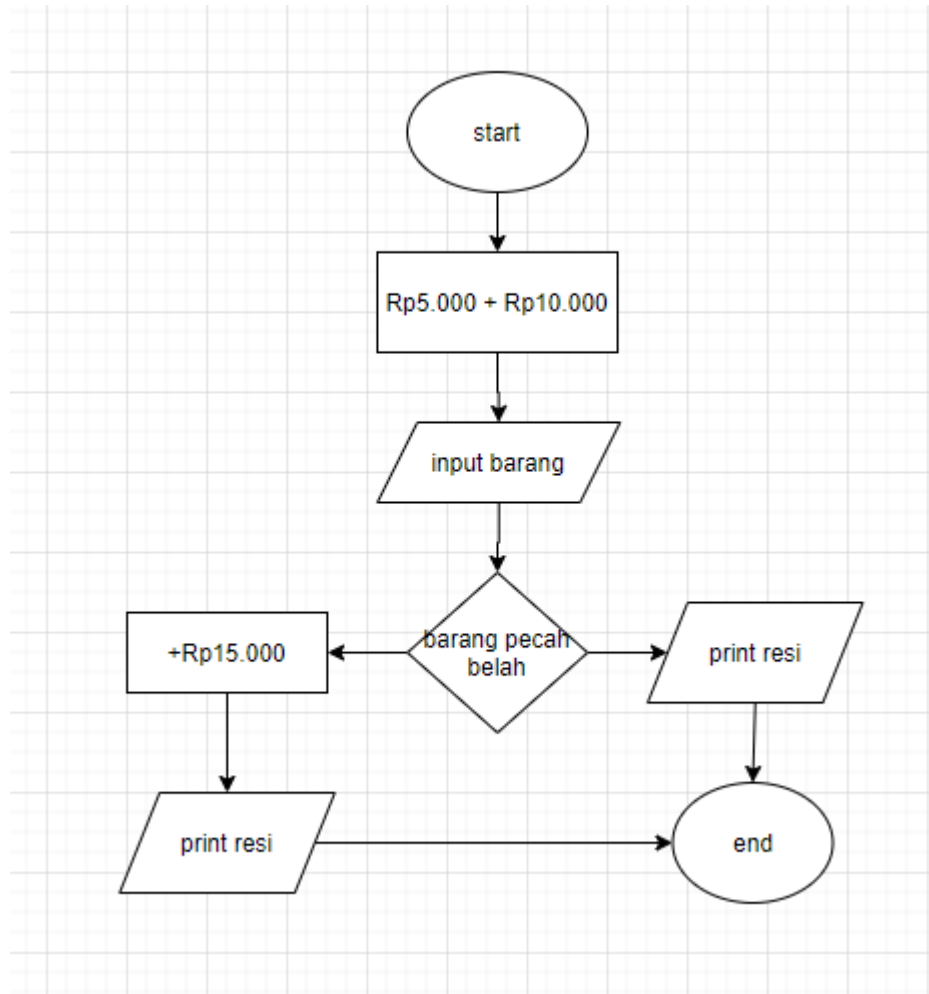 start
Rp5.000 + Rp10.000
input barang
barang pecah
belah
+Rp15.000
print resi
print resi
end